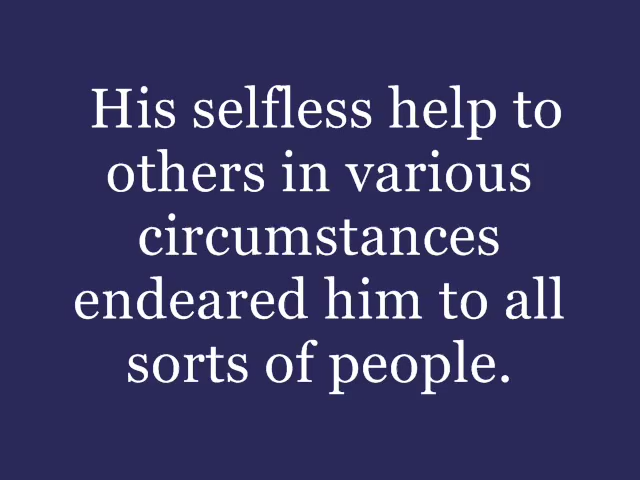 His selfless help to
others in various
circumstances
endeared him to all
sorts of people.